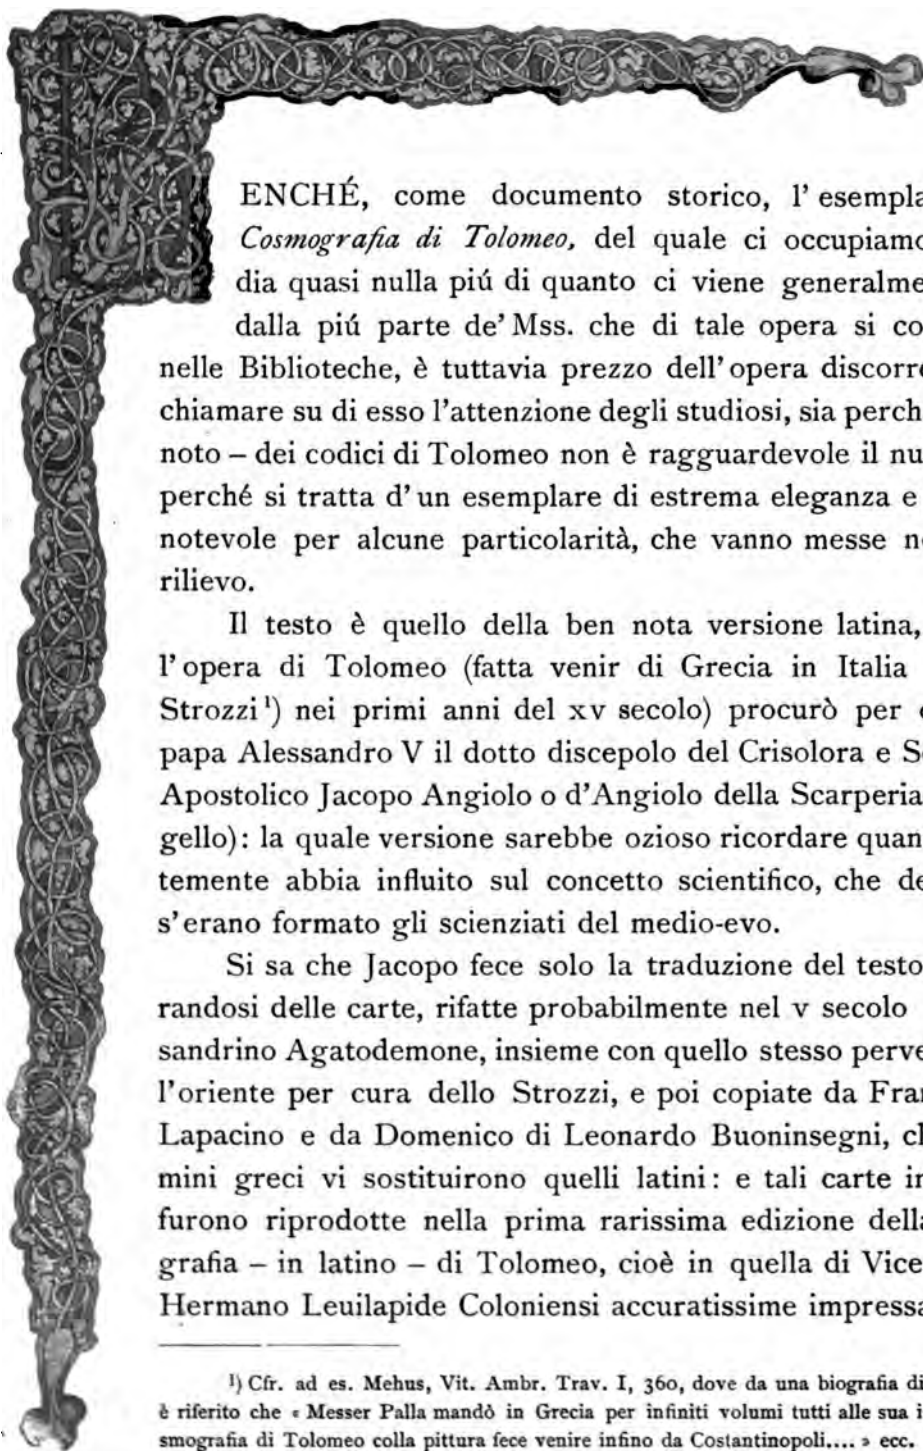 ENCHÉ, come documento storico, l'esempla
Cosmografia di Tolomeo, del quale ci occupiamo
dia quasi nulla piú di quanto ci viene generalme
dalla piú parte de' Mss. che di tale opera si co
nelle Biblioteche, è tuttavia prezzo dell'opera discorre
chiamare su di esso l'attenzione degli studiosi, sia perch
noto – dei codici di Tolomeo non è ragguardevole il nu
perché si tratta d'un esemplare di estrema eleganza e
notevole per alcune particolarità, che vanno messe n
rilievo.
Il testo è quello della ben nota versione latina,
l'opera di Tolomeo (fatta venir di Grecia in Italia
Strozzi ¹) nei primi anni del xv secolo) procurò per
papa Alessandro V il dotto discepolo del Crisolora e S
Apostolico Jacopo Angiolo o d'Angiolo della Scarperia
gello): la quale versione sarebbe ozioso ricordare quan
temente abbia influito sul concetto scientifico, che de
s'erano formato gli scienziati del medio-evo.
Si sa che Jacopo fece solo la traduzione del testo
randosi delle carte, rifatte probabilmente nel v secolo
sandrino Agatodemone, insieme con quello stesso perve
l'oriente per cura dello Strozzi, e poi copiate da Fran
Lapacino e da Domenico di Leonardo Buoninsegni, ch
mini greci vi sostituirono quelli latini: e tali carte in
furono riprodotte nella prima rarissima edizione della
grafia – in latino – di Tolomeo, cioè in quella di Vice
Hermano Leuilapide Coloniensi accuratissime impressa
¹) Cfr. ad es. Mehus, Vit. Ambr. Trav. I, 360, dove da una biografia di
è riferito che « Messer Palla mandò in Grecia per infiniti volumi tutti alle sua i
smografia di Tolomeo colla pittura fece venire infino da Costantinopoli.... » ecc.